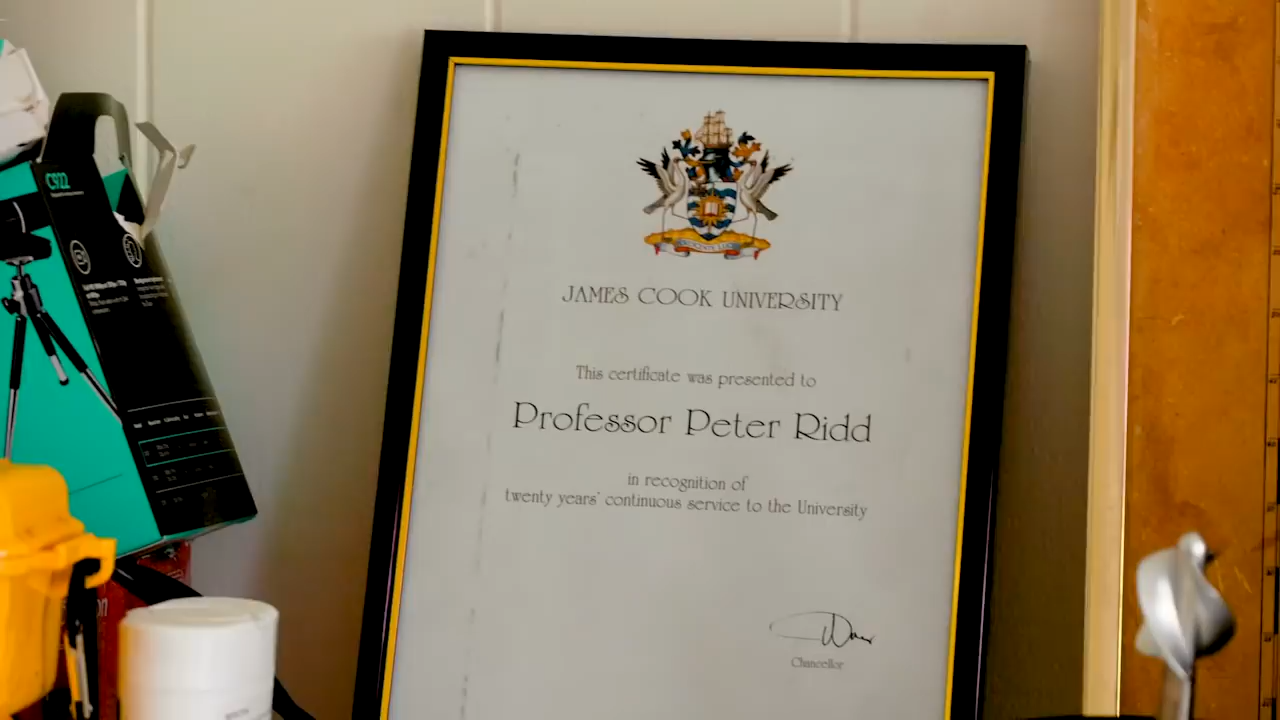 C922
JAMES COOK UNIVERSITY
This certificate was presented to
Professor Peter Ridd
in recognition of
twenty years' continuous service to the University
Chancellor